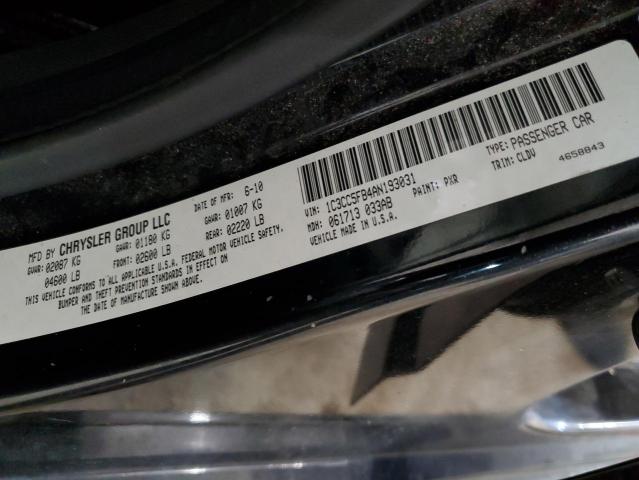 MFD BY CHRYSLER GROUP LLC
DATE OF MFR: 6-10
GVWR: 02087 KG
04600 LB
GAWR: 01180 KG
FRONT: 02600 LB
GAWR: 01007 KG
REAR: 02220 LB
THIS VEHICLE CONFORMS TO ALL APPLICABLE U.S.A. FEDERAL MOTOR VEHICLE SAFETY,
BUMPER AND THEFT PREVENTION STANDARDS IN EFFECT ON
THE DATE OF MANUFACTURE SHOWN ABOVE.
VIN: 1C3CC5FB4AN193031
TYPE: PASSENGER CAR
MDH: 061713 033AB
PAINT: PXR
TRIM: CLDV
VEHICLE MADE IN U.S.A.
4658843